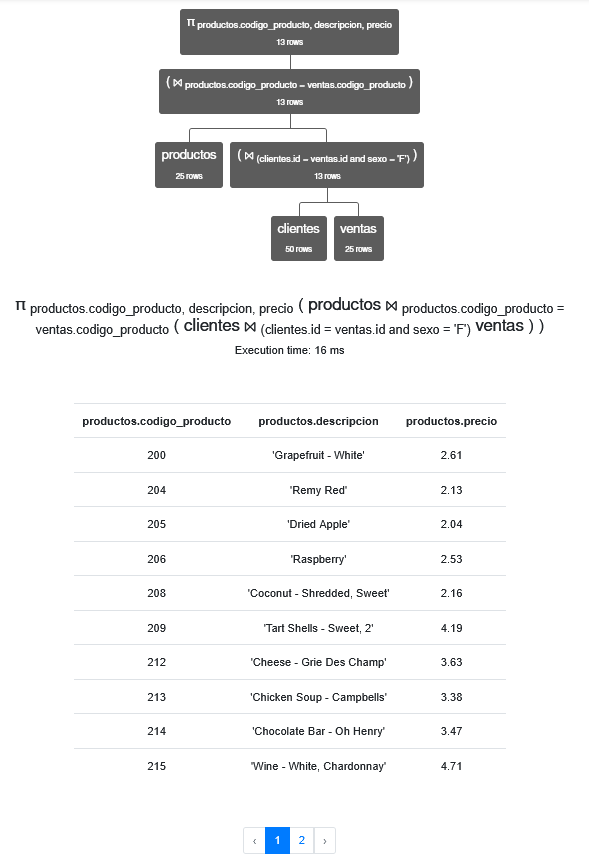 π productos.codigo_producto, descripcion, precio
13 rows
( ⋈ productos.codigo_producto = ventas.codigo_producto )
13 rows
productos
25 rows
( ⋈ (clientes.id = ventas.id and sexo = 'F') )
13 rows
clientes
50 rows
ventas
25 rows
π productos.codigo_producto, descripcion, precio ( productos ⋈ productos.codigo_producto =
ventas.codigo_producto ( clientes ⋈ (clientes.id = ventas.id and sexo = 'F') ventas ) )
Execution time: 16 ms
productos.codigo_producto productos.descripcion productos.precio
200 'Grapefruit - White' 2.61
204 'Remy Red' 2.13
205 'Dried Apple' 2.04
206 'Raspberry' 2.53
208 'Coconut - Shredded, Sweet' 2.16
209 'Tart Shells - Sweet, 2' 4.19
212 'Cheese - Grie Des Champ' 3.63
213 'Chicken Soup - Campbells' 3.38
214 'Chocolate Bar - Oh Henry' 3.47
215 'Wine - White, Chardonnay' 4.71
‹ 1 2 ›